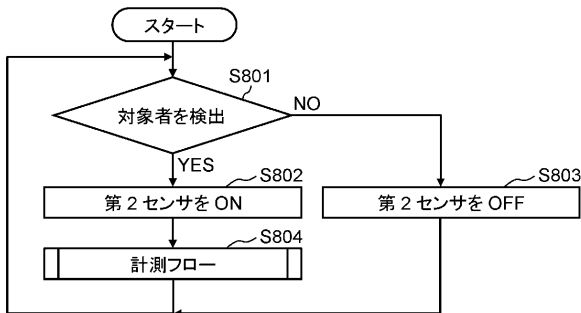 スタート
S801
対象者を検出
NO
YES
S802
第2センサをON
S803
第2センサをOFF
S804
計測フロー